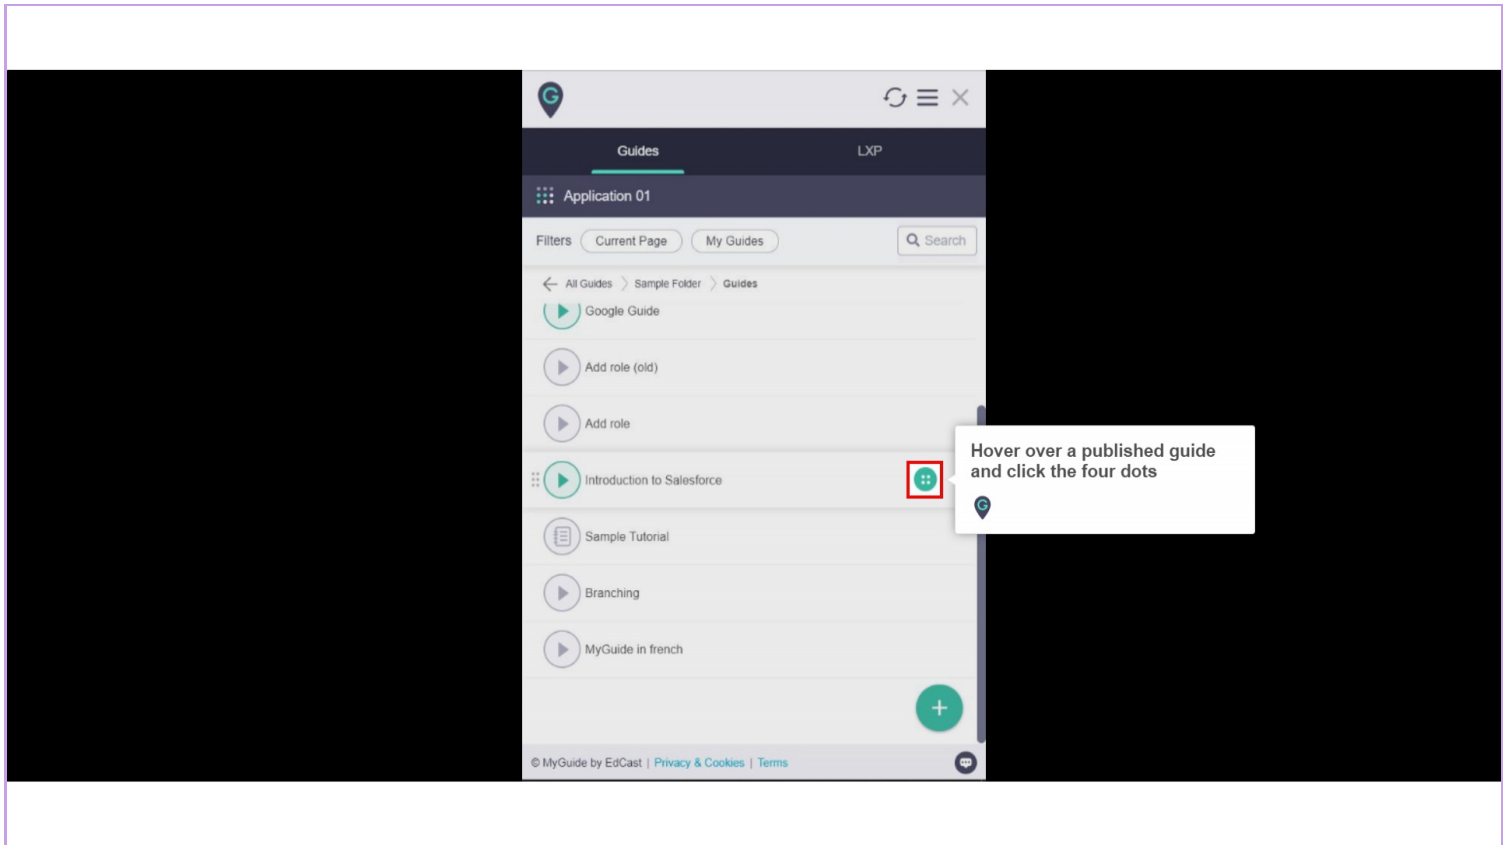 G
Guides LXP
Application 01
Filters Current Page My Guides Search
All Guides Sample Folder Guides
Google Guide
Add role (old)
Add role
Hover over a published guide
and click the four dots
G
Introduction to Salesforce
Sample Tutorial
Branching
MyGuide in french
© MyGuide by EdCast | Privacy & Cookies | Terms